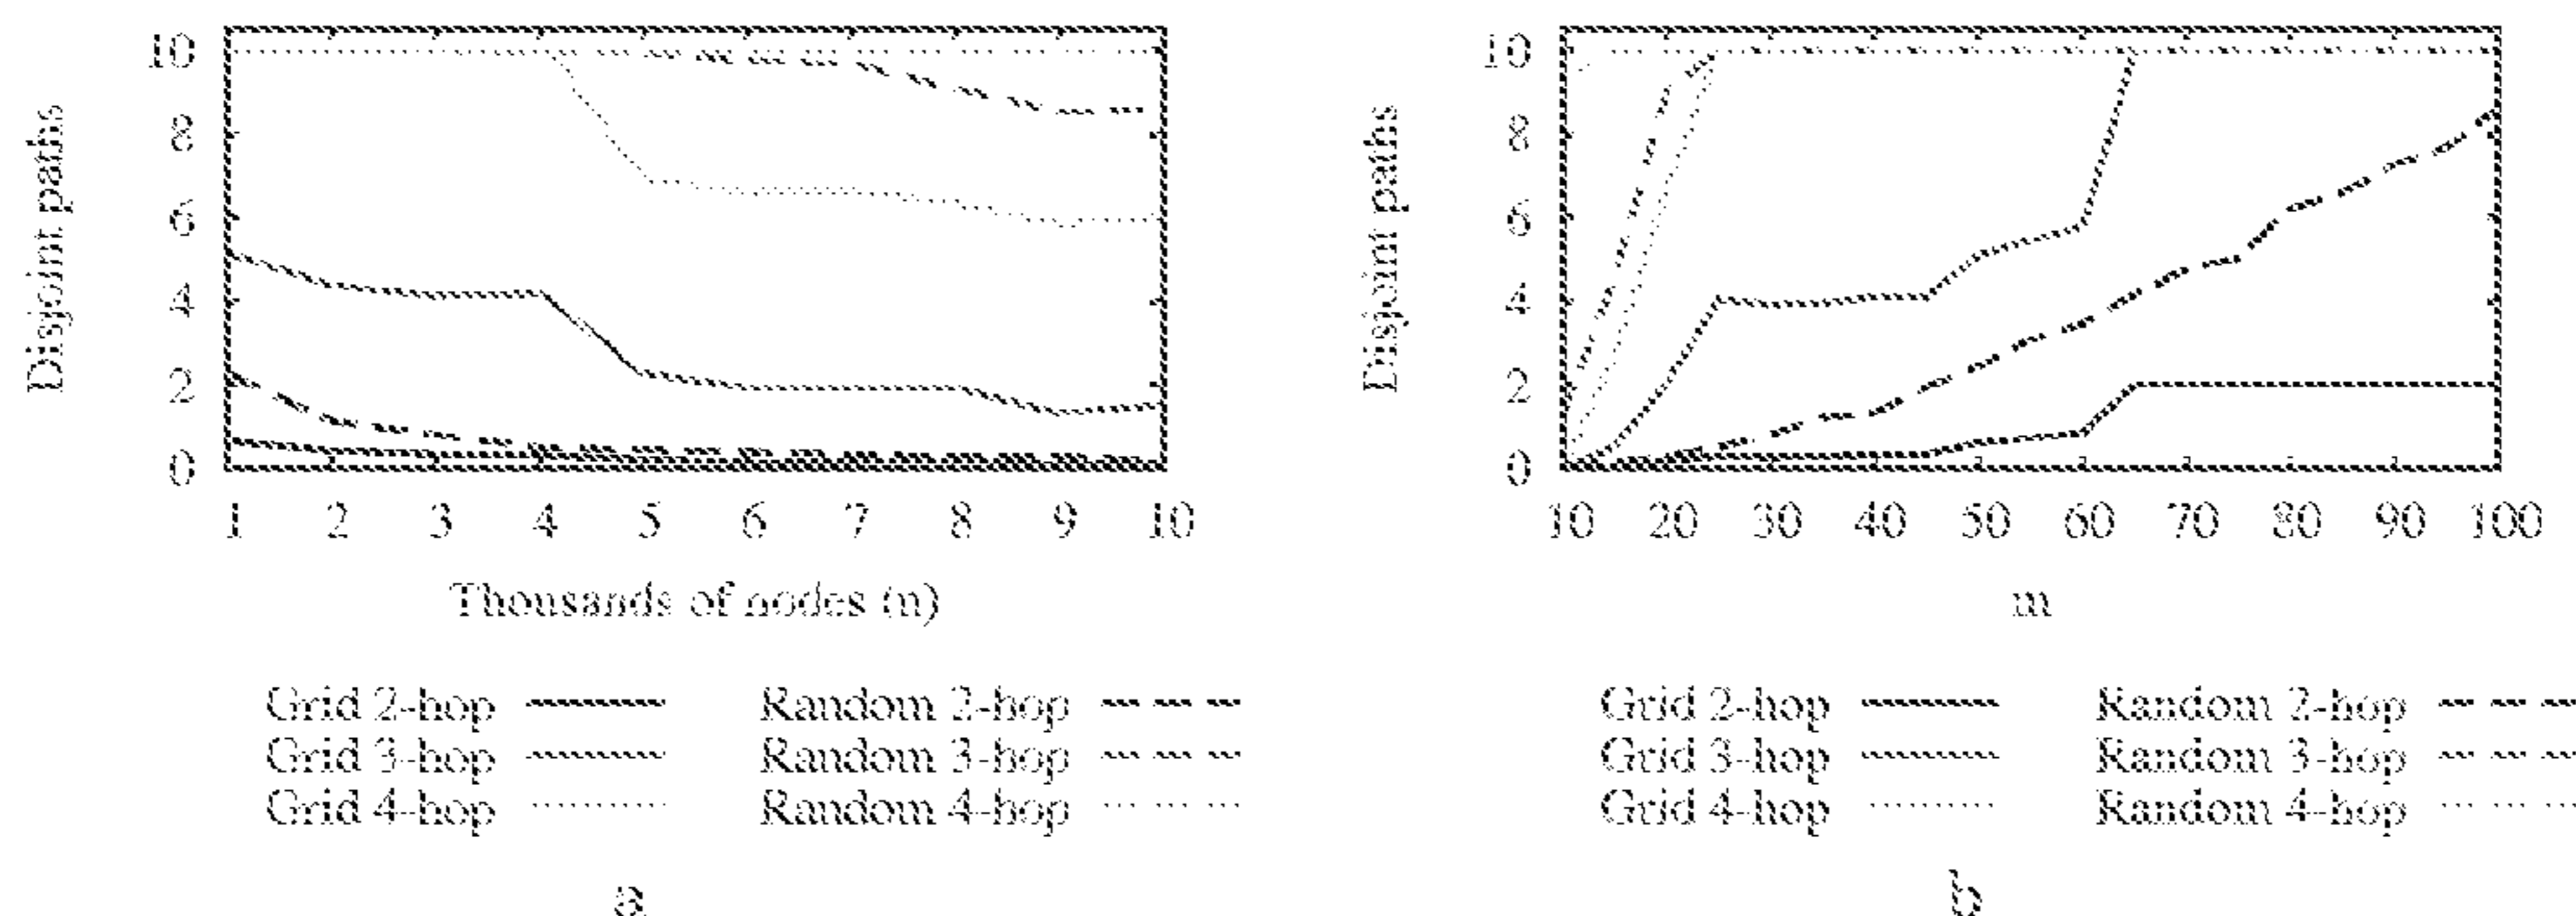 10
8
6
4
2
0
Disjoint paths
1 2 3 4 5 6 7 8 9 10
Thousands of nodes (n)
Grid 2-hop Random 2-hop
Grid 3-hop Random 3-hop
Grid 4-hop Random 4-hop
a
10
8
6
4
2
0
Disjoint paths
10 20 30 40 50 60 70 80 90 100
m
Grid 2-hop Random 2-hop
Grid 3-hop Random 3-hop
Grid 4-hop Random 4-hop
b